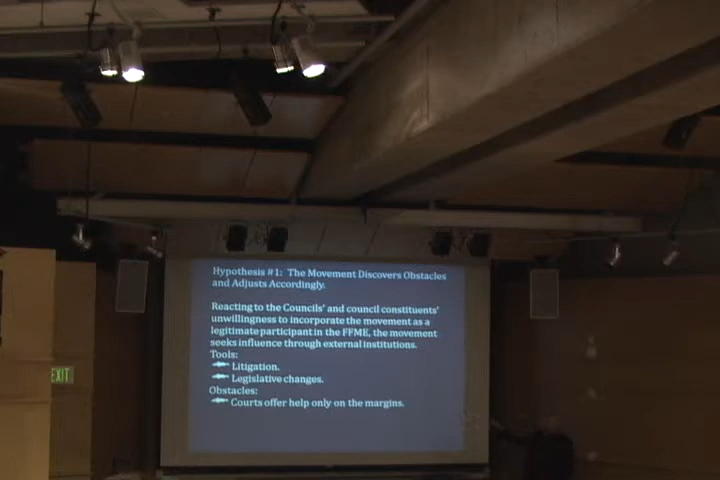 Hypothesis #1: The Movement Discovers Obstacles
and Adjusts Accordingly.
Reacting to the Councils' and council constituents'
unwillingness to incorporate the movement as a
legitimate participant in the FFME, the movement
seeks influence through external institutions.
Tools:
Litigation.
Legislative changes.
Obstacles:
Courts offer help only on the margins.
EXIT